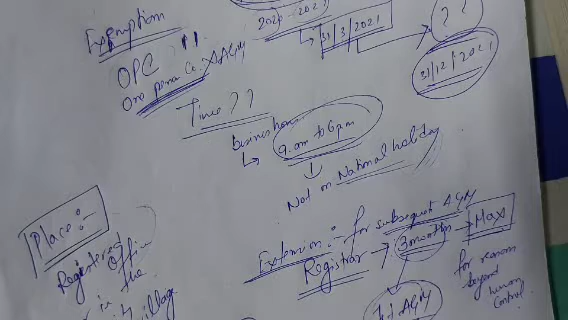 2020-2021
31/3/2021
??
31/12/2021
Exemption
OPC
One person Co. X AGM
Time??
business hours
9. am to 6 pm
Not on National holiday
Place:-
Registered
Office
in the
village
Extension:- for subsequent AGM
Registrar → 3 months → Max
for reasons
beyond
human
control.
AGM